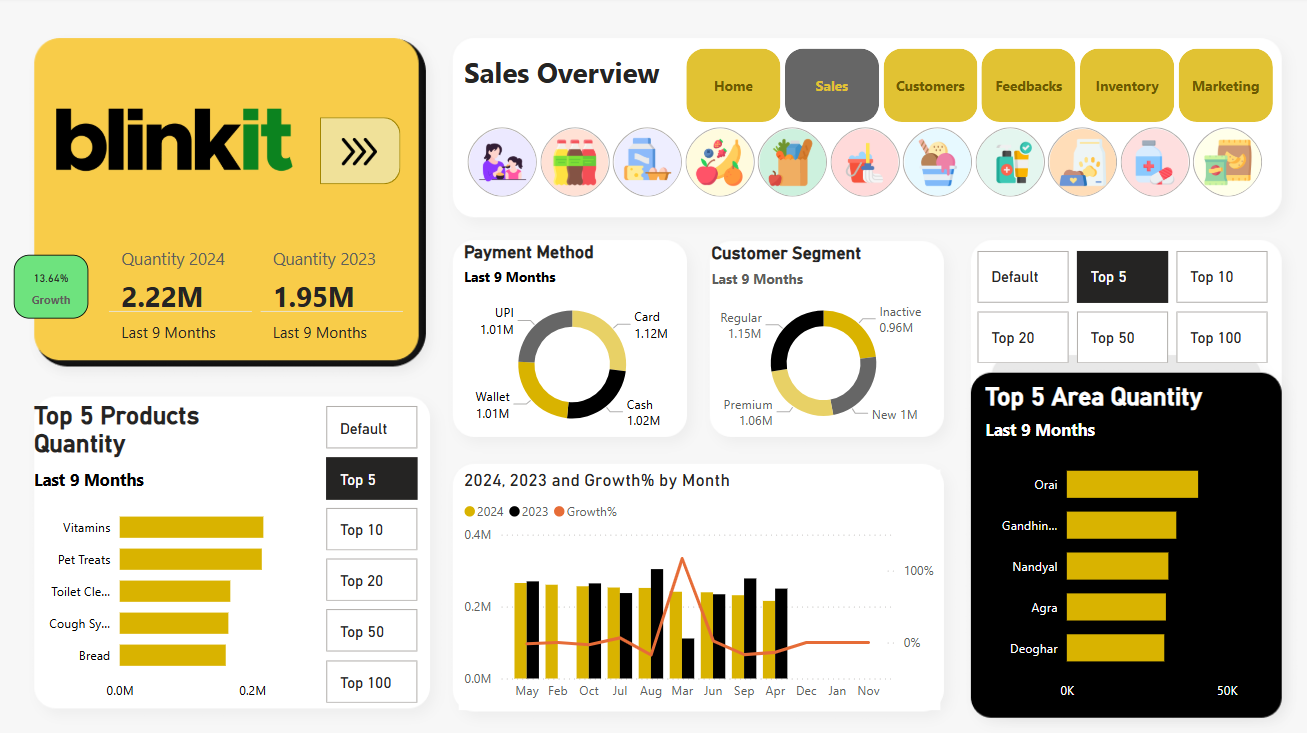 blinkit
Quantity 2024
Quantity 2023
13.64%
Growth
2.22M
1.95M
Last 9 Months
Last 9 Months
Sales Overview
Home
Sales
Customers
Feedbacks
Inventory
Marketing
Payment Method
Last 9 Months
UPI
1.01M
Card
1.12M
Wallet
1.01M
Cash
1.02M
Customer Segment
Last 9 Months
Regular
1.15M
Inactive
0.96M
Premium
1.06M
New 1M
Default
Top 5
Top 10
Top 20
Top 50
Top 100
Top 5 Products
Quantity
Last 9 Months
Vitamins
Pet Treats
Toilet Cle...
Cough Sy...
Bread
0.0M
0.2M
Default
Top 5
Top 10
Top 20
Top 50
Top 100
2024, 2023 and Growth% by Month
2024
2023
Growth%
0.4M
0.2M
0.0M
100%
0%
May
Feb
Oct
Jul
Aug
Mar
Jun
Sep
Apr
Dec
Jan
Nov
Top 5 Area Quantity
Last 9 Months
Orai
Gandhin...
Nandyal
Agra
Deoghar
0K
50K